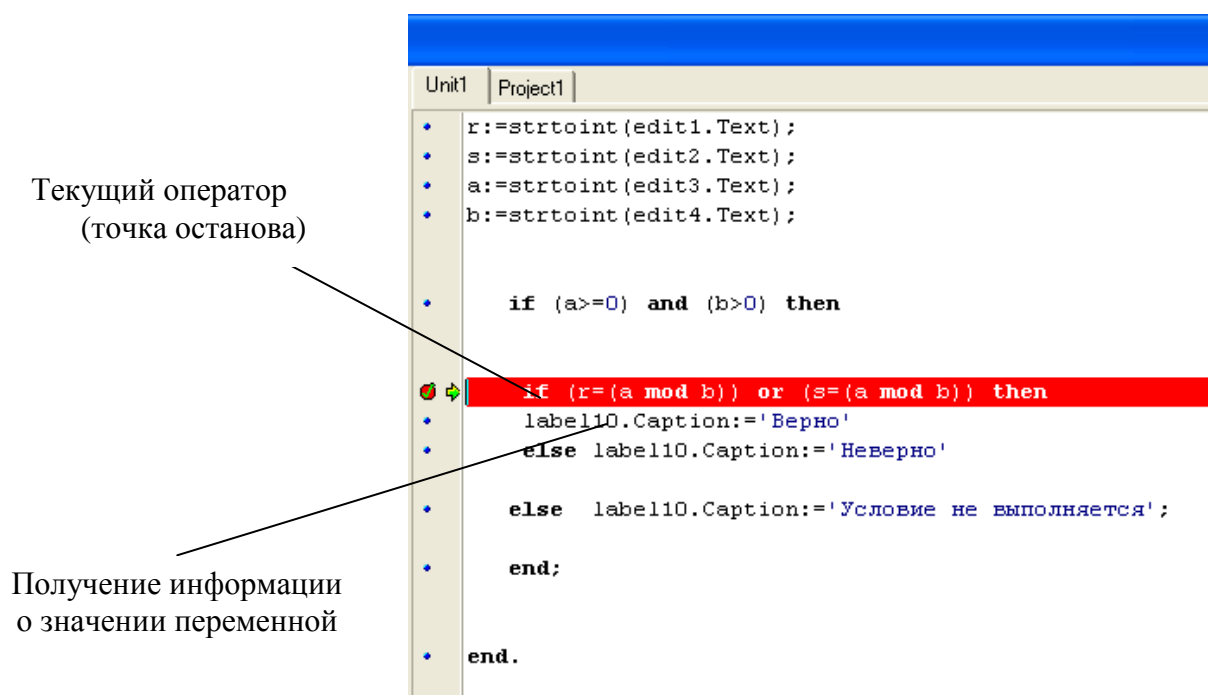 Unit1 Project1
r:=strtoint(edit1.Text);
s:=strtoint(edit2.Text);
a:=strtoint(edit3.Text);
b:=strtoint(edit4.Text);
Текущий оператор
(точка останова)
if (a>=0) and (b>0) then
if (r=(a mod b)) or (s=(a mod b)) then
label10.Caption:='Верно'
else label10.Caption:='Неверно'
else label10.Caption:='Условие не выполняется';
end;
Получение информации
о значении переменной
end.